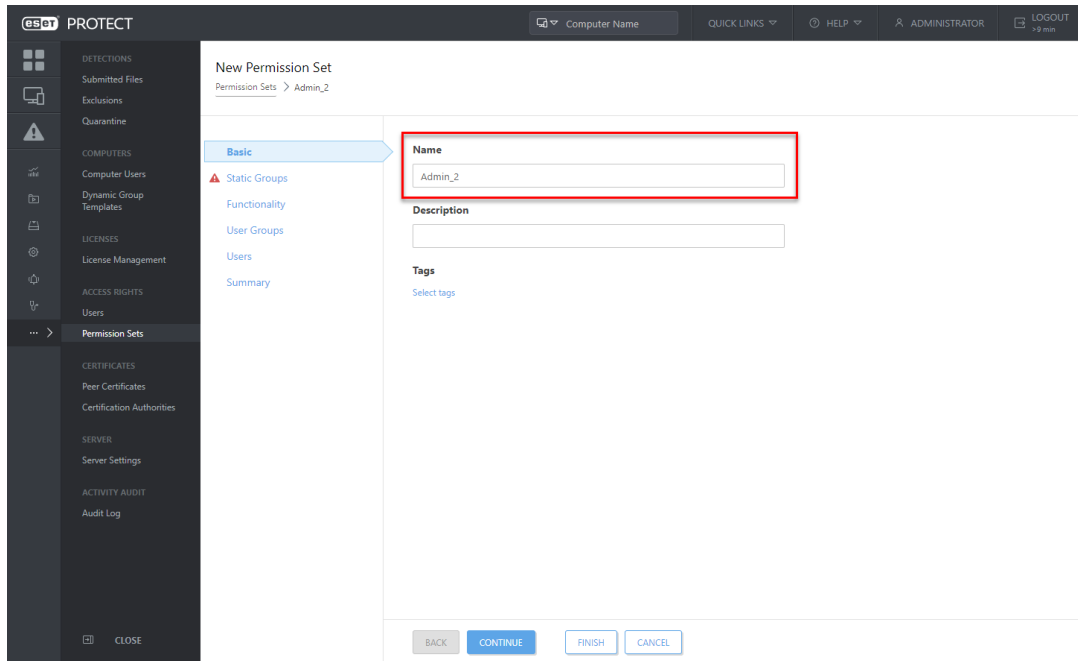 eset PROTECT
Computer Name
QUICK LINKS
HELP
ADMINISTRATOR
LOGOUT
>9 min
DETECTIONS
Submitted Files
Exclusions
Quarantine
COMPUTERS
Computer Users
Dynamic Group
Templates
LICENSES
License Management
ACCESS RIGHTS
Users
Permission Sets
CERTIFICATES
Peer Certificates
Certification Authorities
SERVER
Server Settings
ACTIVITY AUDIT
Audit Log
CLOSE
New Permission Set
Permission Sets > Admin_2
Basic
Static Groups
Functionality
User Groups
Users
Summary
Name
Admin_2
Description
Tags
Select tags
BACK
CONTINUE
FINISH
CANCEL